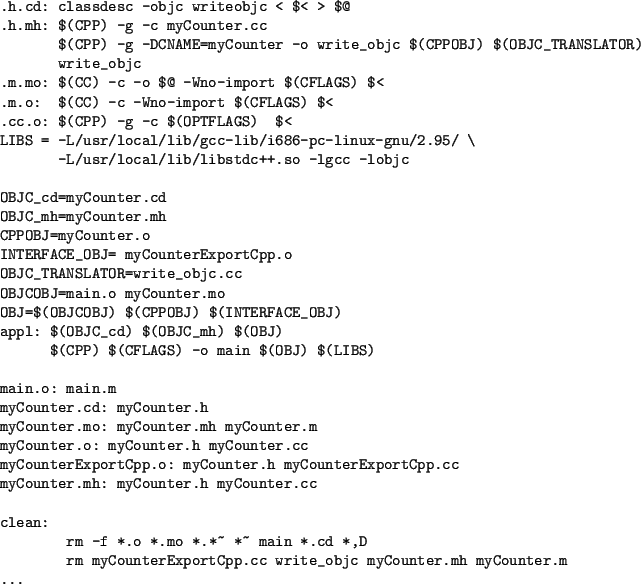 .h.cd: classdesc -objc writeobjc < $< > $@
.h.mh: $(CPP) -g -c myCounter.cc
       $(CPP) -g -DCNAME=myCounter -o write_objc $(CPPOBJ) $(OBJC_TRANSLATOR)
       write_objc
.m.mo: $(CC) -c -o $@ -Wno-import $(CFLAGS) $<
.m.o:  $(CC) -c -Wno-import $(CFLAGS) $<
.cc.o: $(CPP) -g -c $(OPTFLAGS)  $<
LIBS = -L/usr/local/lib/gcc-lib/i686-pc-linux-gnu/2.95/ \
       -L/usr/local/lib/libstdc++.so -lgcc -lobjc

OBJC_cd=myCounter.cd
OBJC_mh=myCounter.mh
CPPOBJ=myCounter.o
INTERFACE_OBJ= myCounterExportCpp.o
OBJC_TRANSLATOR=write_objc.cc
OBJCOBJ=main.o myCounter.mo
OBJ=$(OBJCOBJ) $(CPPOBJ) $(INTERFACE_OBJ)
appl: $(OBJC_cd) $(OBJC_mh) $(OBJ)
      $(CPP) $(CFLAGS) -o main $(OBJ) $(LIBS)

main.o: main.m
myCounter.cd: myCounter.h
myCounter.mo: myCounter.mh myCounter.m
myCounter.o: myCounter.h myCounter.cc
myCounterExportCpp.o: myCounter.h myCounterExportCpp.cc
myCounter.mh: myCounter.h myCounter.cc

clean:
        rm -f *.o *.mo *.*~ *~ main *.cd *,D
        rm myCounterExportCpp.cc write_objc myCounter.mh myCounter.m
...